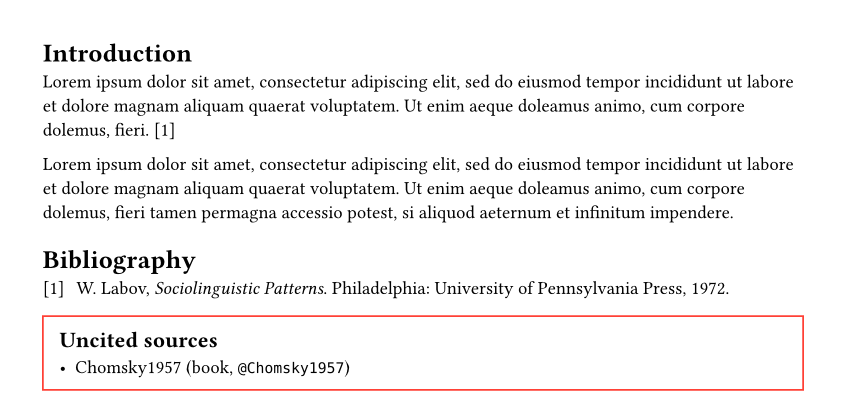 Introduction
Lorem ipsum dolor sit amet, consectetur adipiscing elit, sed do eiusmod tempor incididunt ut labore
et dolore magnam aliquam quaerat voluptatem. Ut enim aeque doleamus animo, cum corpore
dolemus, fieri. [1]
Lorem ipsum dolor sit amet, consectetur adipiscing elit, sed do eiusmod tempor incididunt ut labore
et dolore magnam aliquam quaerat voluptatem. Ut enim aeque doleamus animo, cum corpore
dolemus, fieri tamen permagna accessio potest, si aliquod aeternum et infinitum impendere.
Bibliography
[1] W. Labov, Sociolinguistic Patterns. Philadelphia: University of Pennsylvania Press, 1972.
Uncited sources
• Chomsky1957 (book, @Chomsky1957)